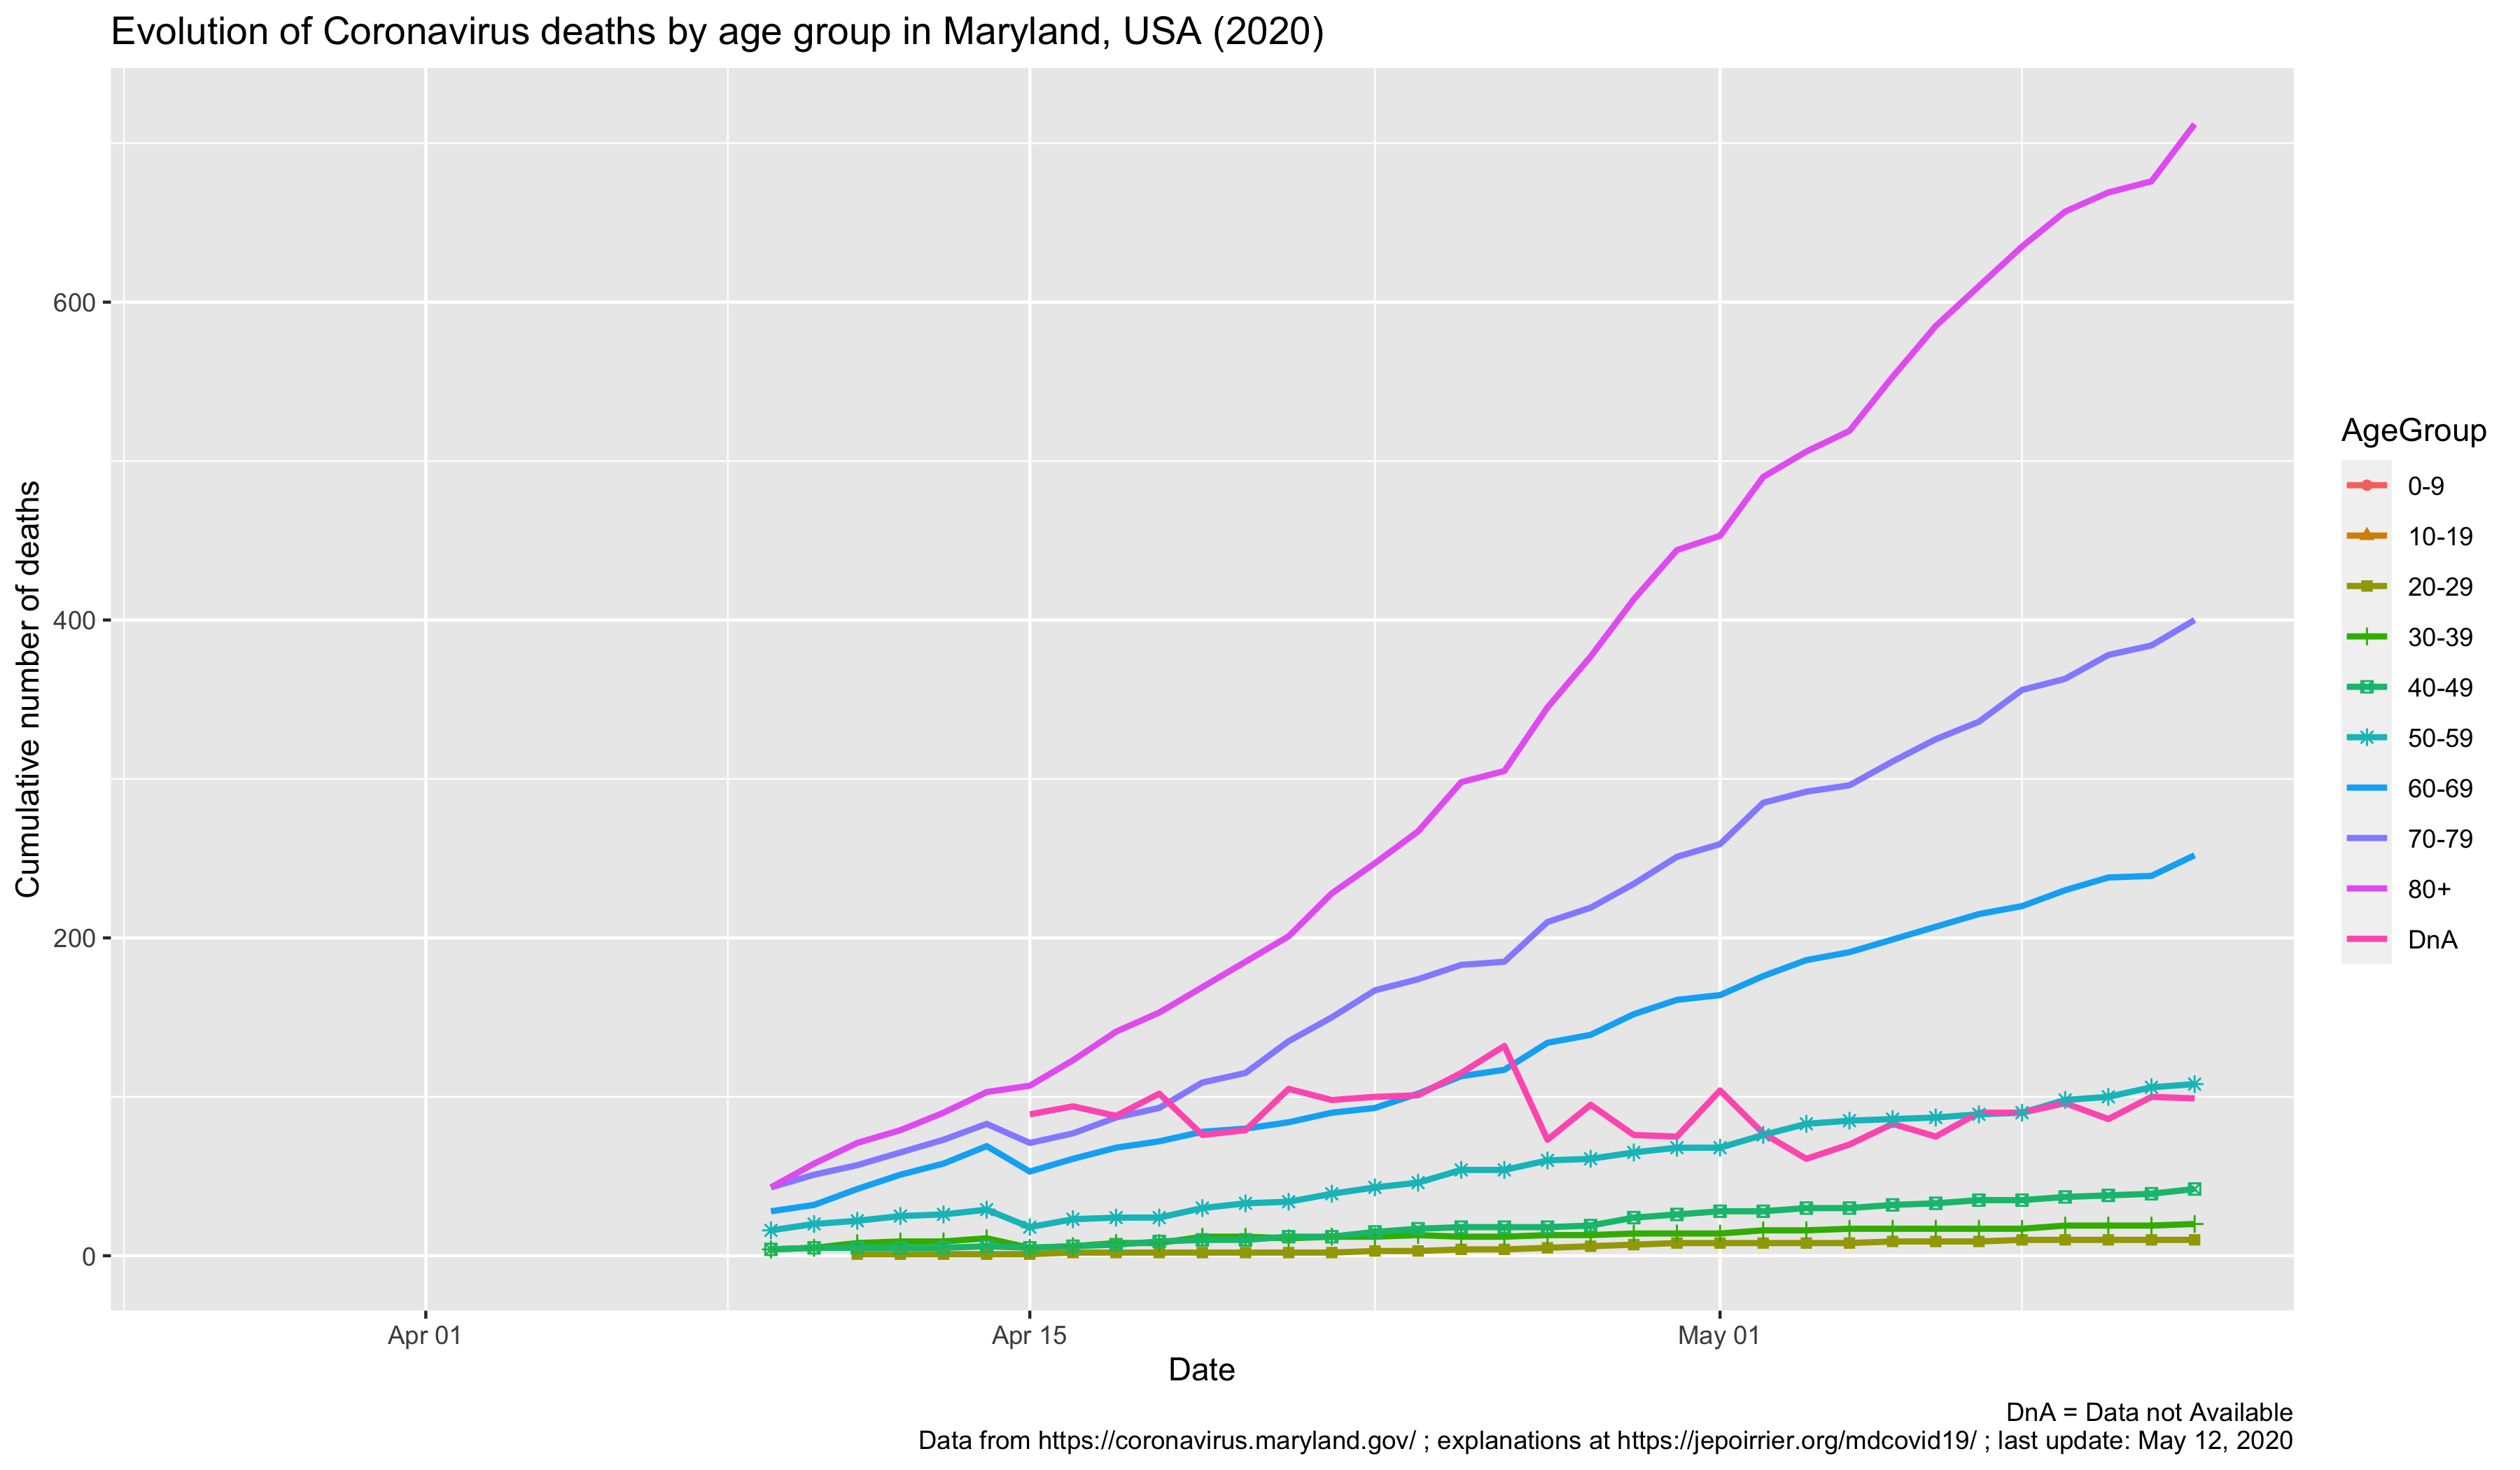 Evolution of Coronavirus deaths by age group in Maryland, USA (2020)
Cumulative number of deaths
600
400
200
0
Apr 01
Apr 15
May 01
Date
AgeGroup
0-9
10-19
20-29
30-39
40-49
50-59
60-69
70-79
80+
DnA
DnA = Data not Available
Data from https://coronavirus.maryland.gov/ ; explanations at https://jepoirrier.org/mdcovid19/ ; last update: May 12, 2020